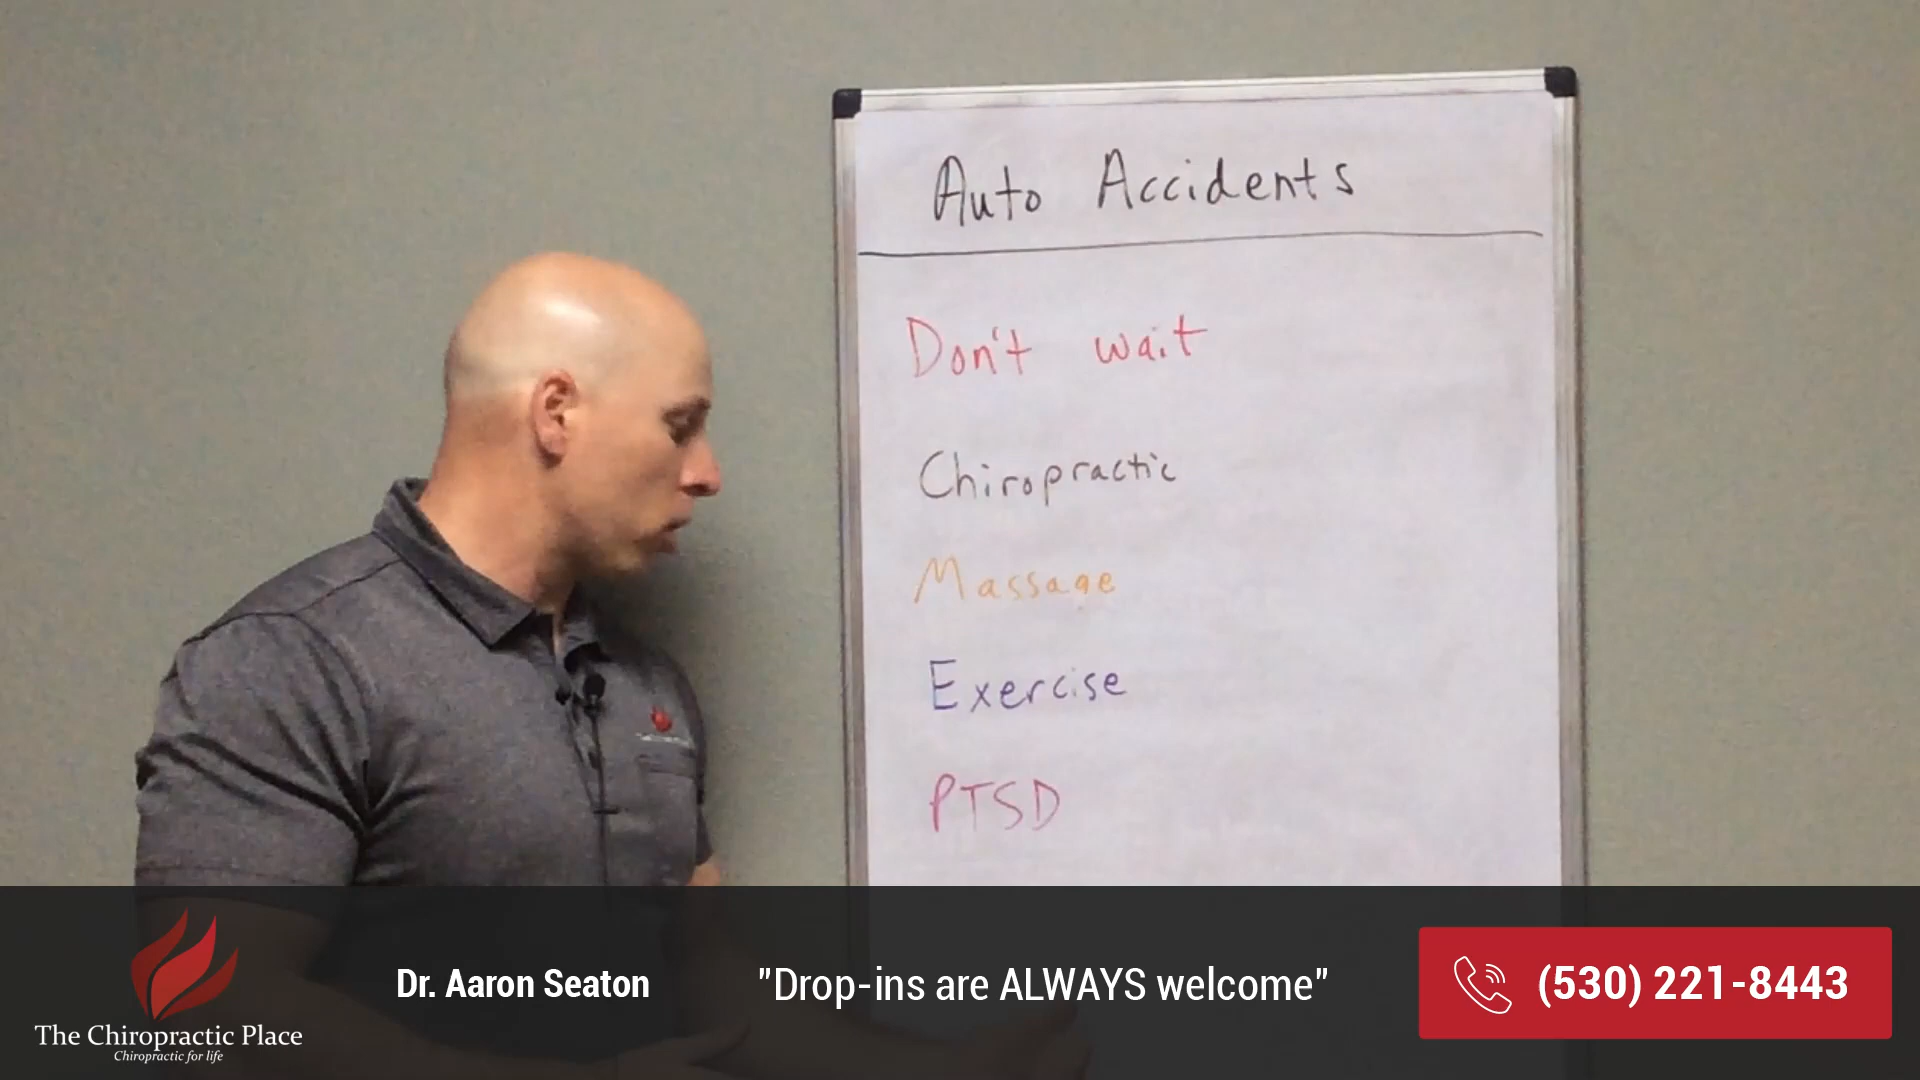 Auto Accidents
Don't wait
Chiropractic
Massage
Exercise
PTSD
The Chiropractic Place
Chiropractic for life
Dr. Aaron Seaton
"Drop-ins are ALWAYS welcome"
(530) 221-8443